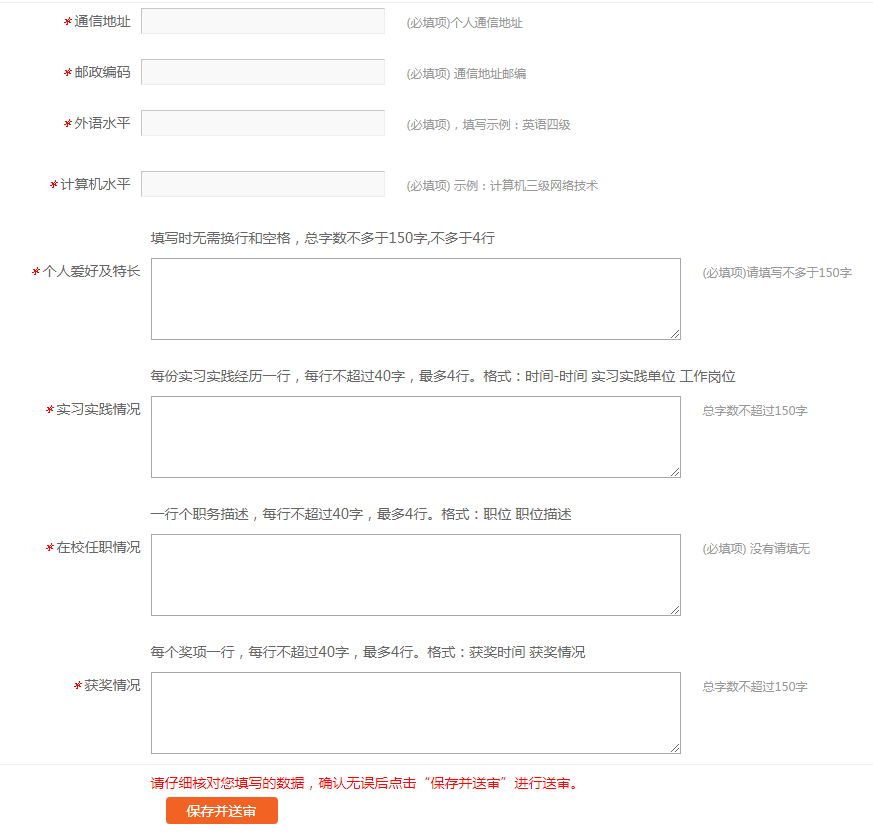 *通信地址 (必填项)个人通信地址
*邮政编码 (必填项) 通信地址邮编
*外语水平 (必填项)，填写示例：英语四级
*计算机水平 (必填项) 示例：计算机三级网络技术
填写时无需换行和空格，总字数不多于150字,不多于4行
*个人爱好及特长 (必填项)请填写不多于150字
每份实习实践经历一行，每行不超过40字，最多4行。格式：时间-时间 实习实践单位 工作岗位
*实习实践情况 总字数不超过150字
一行个职务描述，每行不超过40字，最多4行。格式：职位 职位描述
*在校任职情况 (必填项) 没有请填无
每个奖项一行，每行不超过40字，最多4行。格式：获奖时间 获奖情况
*获奖情况 总字数不超过150字
请仔细核对您填写的数据，确认无误后点击“保存并送审”进行送审。
保存并送审